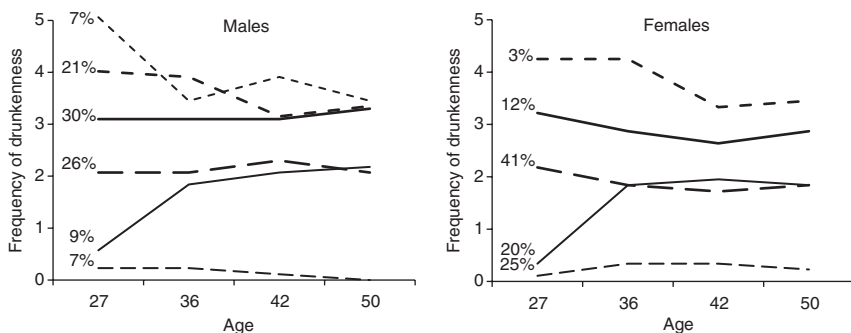 Males
Frequency of drunkenness
5
4
3
2
1
0
7%
21%
30%
26%
9%
7%
27 36 42 50
Age
Females
Frequency of drunkenness
5
4
3
2
1
0
3%
12%
41%
20%
25%
27 36 42 50
Age